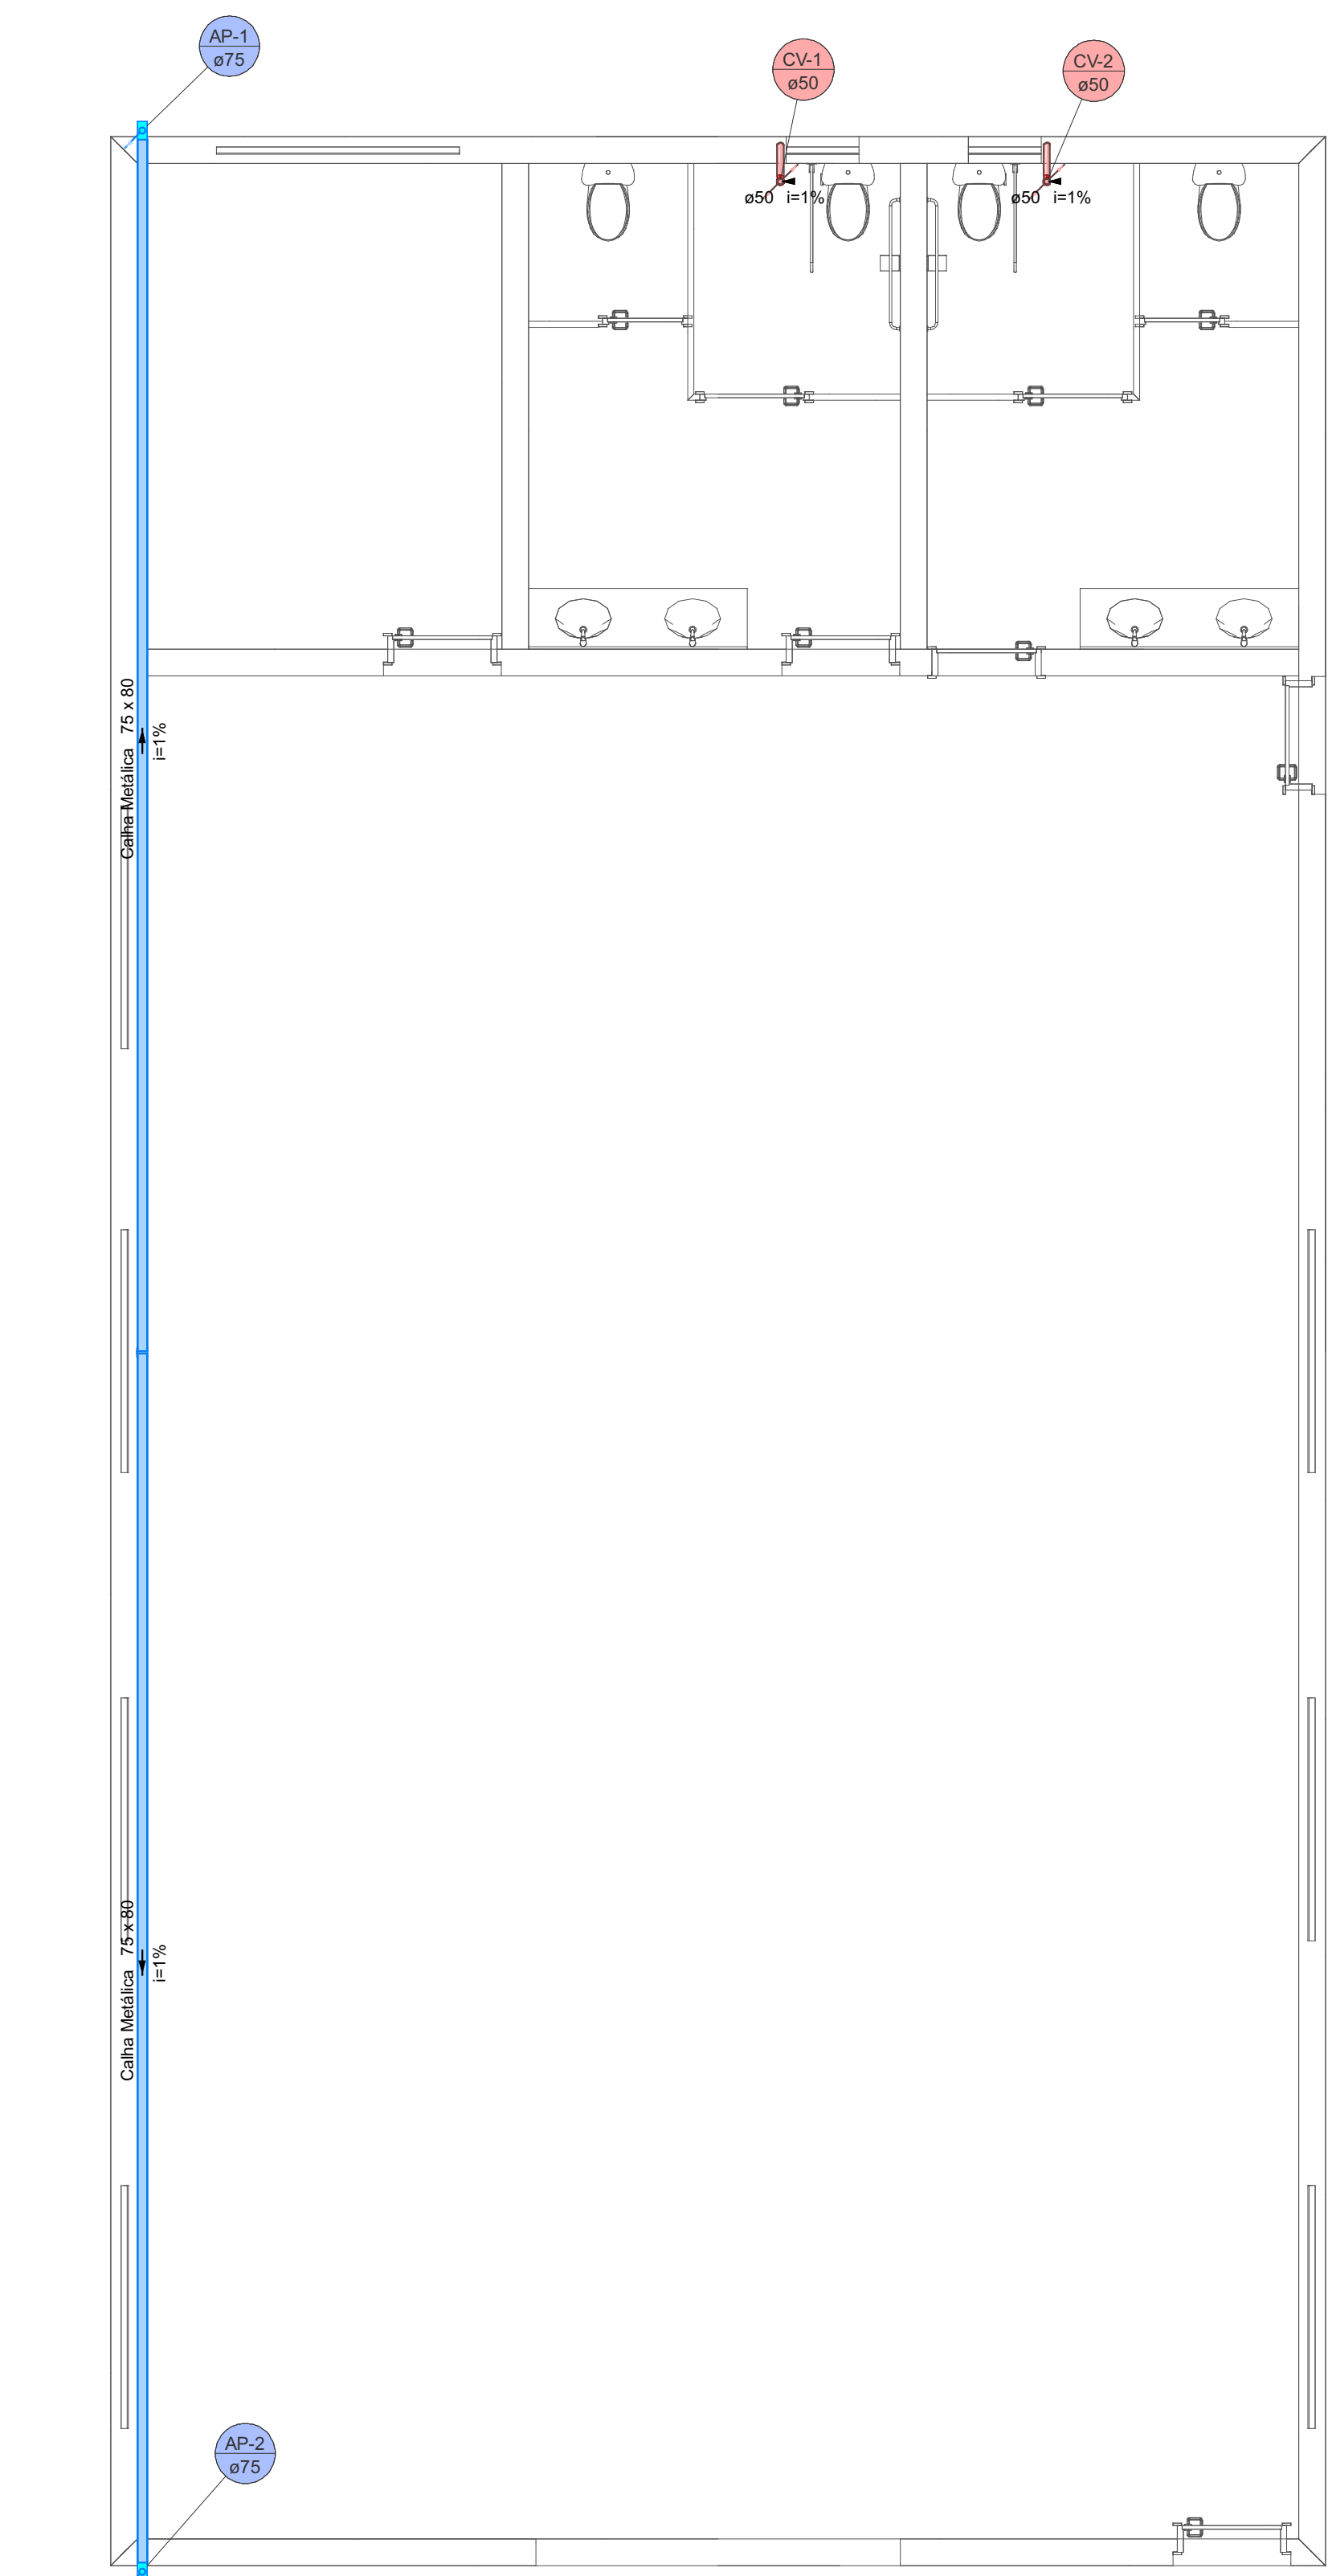 AP-1
ø75
CV-1
ø50
CV-2
ø50
ø50 i=1%
ø50 i=1%
Calha Metálica 75 x 80
i=1%
Calha Metálica 75 x 80
i=1%
AP-2
ø75